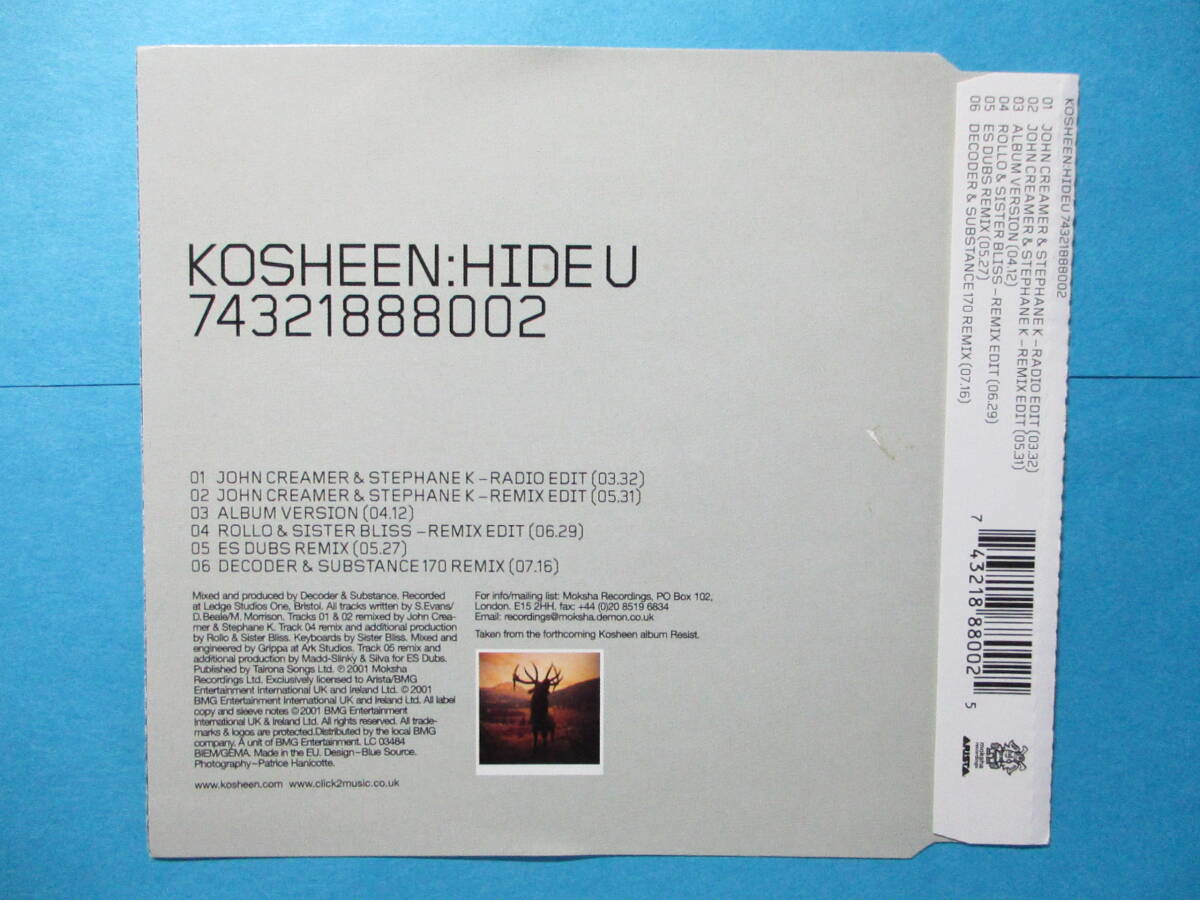 KOSHEEN:HIDE U
74321888002
01 JOHN CREAMER & STEPHANE K – RADIO EDIT (03.32)
02 JOHN CREAMER & STEPHANE K – REMIX EDIT (05.31)
03 ALBUM VERSION (04.12)
04 ROLLO & SISTER BLISS – REMIX EDIT (06.29)
05 ES DUBS REMIX (05.27)
06 DECODER & SUBSTANCE 170 REMIX (07.16)
Mixed and produced by Decoder & Substance. Recorded
at Ledge Studios One, Bristol. All tracks written by S.Evans/
D.Beale/M. Morrison. Tracks 01 & 02 remixed by John Crea-
mer & Stephane K. Track 04 remix and additional production
by Rollo & Sister Bliss. Keyboards by Sister Bliss. Mixed and
engineered by Grippa at Ark Studios. Track 05 remix and
additional production by Madd-Slinky & Silva for ES Dubs.
Published by Tairona Songs Ltd. ℗ 2001 Moksha
Recordings Ltd. Exclusively licensed to Arista/BMG
Entertainment International UK and Ireland Ltd. © 2001
BMG Entertainment International UK and Ireland Ltd. All label
copy and sleeve notes © 2001 BMG Entertainment
International UK & Ireland Ltd. All rights reserved. All trade-
marks & logos are protected.Distributed by the local BMG
company. A unit of BMG Entertainment. LC 03484
BIEM/GEMA. Made in the EU. Design–Blue Source.
Photography–Patrice Hanicotte.
www.kosheen.com www.click2music.co.uk
For info/mailing list: Moksha Recordings, PO Box 102,
London. E15 2HH. fax: +44 (0)20 8519 6834
Email: recordings@moksha.demon.co.uk
Taken from the forthcoming Kosheen album Resist.
KOSHEEN:HIDE U 74321888002
01 JOHN CREAMER & STEPHANE K – RADIO EDIT (03.32)
02 JOHN CREAMER & STEPHANE K – REMIX EDIT (05.31)
03 ALBUM VERSION (04.12)
04 ROLLO & SISTER BLISS – REMIX EDIT (06.29)
05 ES DUBS REMIX (05.27)
06 DECODER & SUBSTANCE 170 REMIX (07.16)
7 43218 88002 5
moksha
recordings
ARISTA